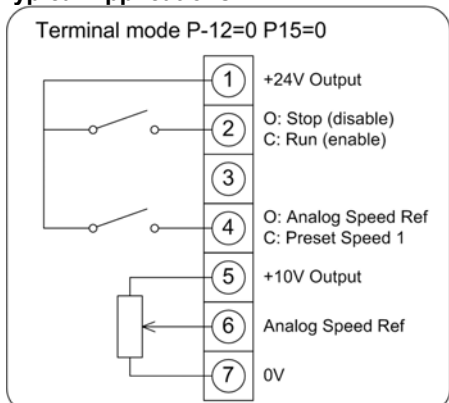 Terminal mode P-12=0 P15=0
1 +24V Output
2 O: Stop (disable)
C: Run (enable)
3
4 O: Analog Speed Ref
C: Preset Speed 1
5 +10V Output
6 Analog Speed Ref
7 0V